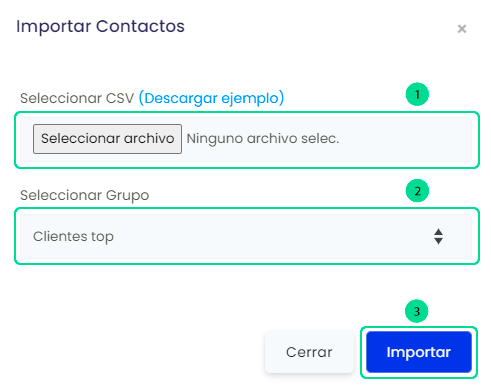 Importar Contactos
×
Seleccionar CSV (Descargar ejemplo)
1
Seleccionar archivo Ninguno archivo selec.
Seleccionar Grupo
2
Clientes top
3
Cerrar
Importar